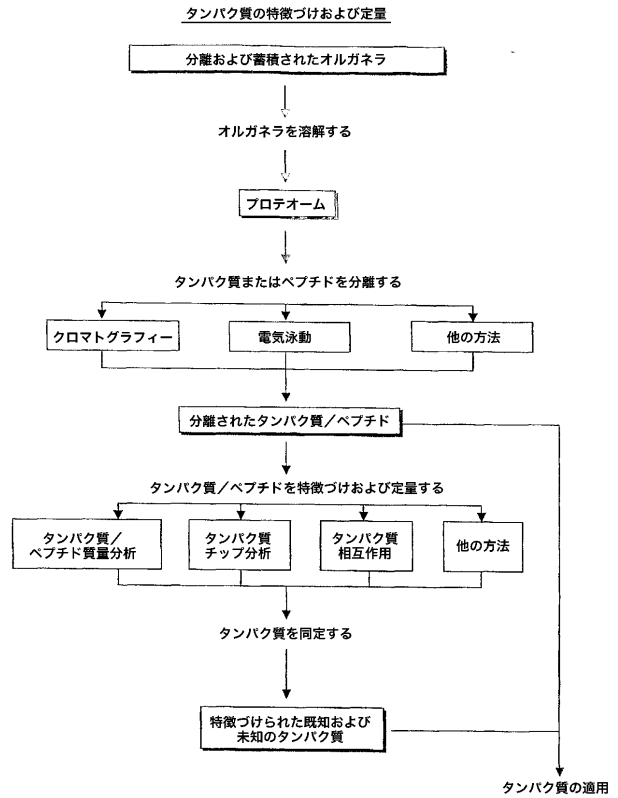 タンパク質の特徴づけおよび定量
分離および蓄積されたオルガネラ
オルガネラを溶解する
プロテオーム
タンパク質またはペプチドを分離する
クロマトグラフィー
電気泳動
他の方法
分離されたタンパク質／ペプチド
タンパク質／ペプチドを特徴づけおよび定量する
タンパク質／
ペプチド質量分析
タンパク質
チップ分析
タンパク質
相互作用
他の方法
タンパク質を同定する
特徴づけられた既知および
未知のタンパク質
タンパク質の適用